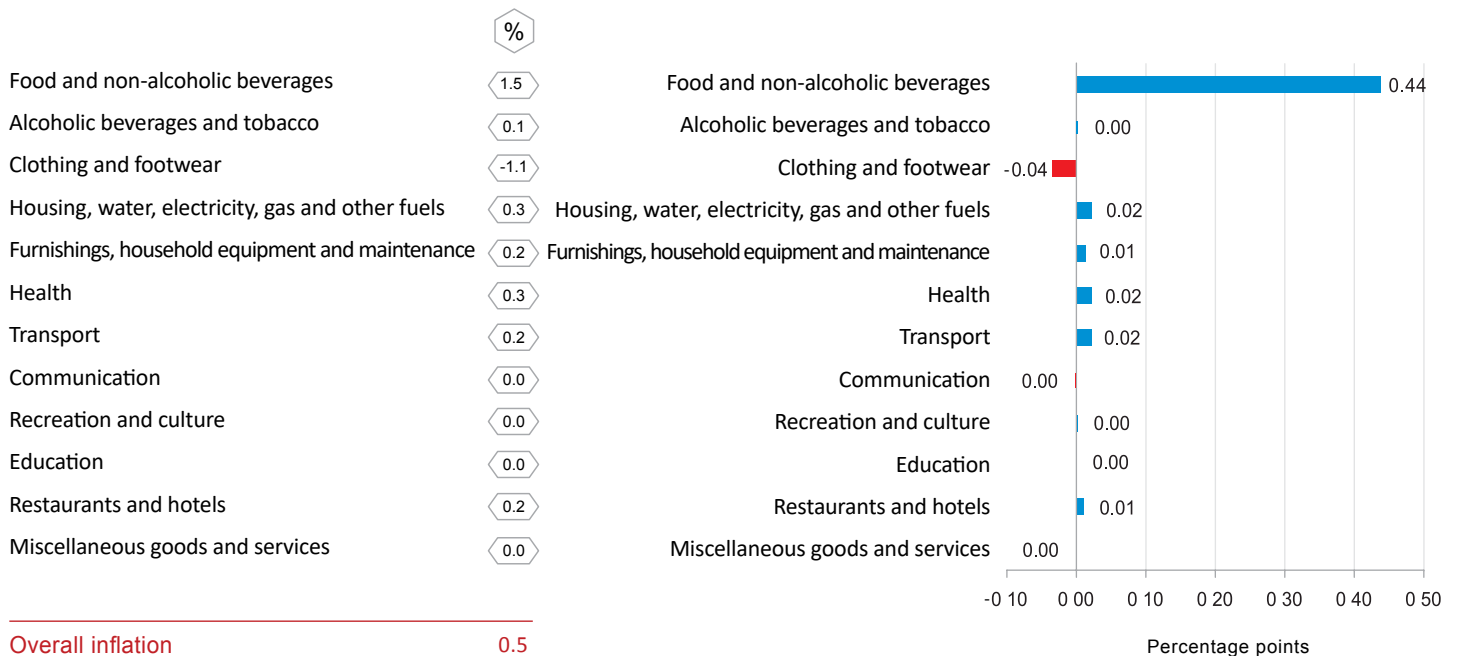 %
Food and non-alcoholic beverages 1.5
Alcoholic beverages and tobacco 0.1
Clothing and footwear -1.1
Housing, water, electricity, gas and other fuels 0.3
Furnishings, household equipment and maintenance 0.2
Health 0.3
Transport 0.2
Communication 0.0
Recreation and culture 0.0
Education 0.0
Restaurants and hotels 0.2
Miscellaneous goods and services 0.0
Overall inflation 0.5
Food and non-alcoholic beverages 0.44
Alcoholic beverages and tobacco 0.00
Clothing and footwear -0.04
Housing, water, electricity, gas and other fuels 0.02
Furnishings, household equipment and maintenance 0.01
Health 0.02
Transport 0.02
Communication 0.00
Recreation and culture 0.00
Education 0.00
Restaurants and hotels 0.01
Miscellaneous goods and services 0.00
-0 10 0 00 0 10 0 20 0 30 0 40 0 50
Percentage points